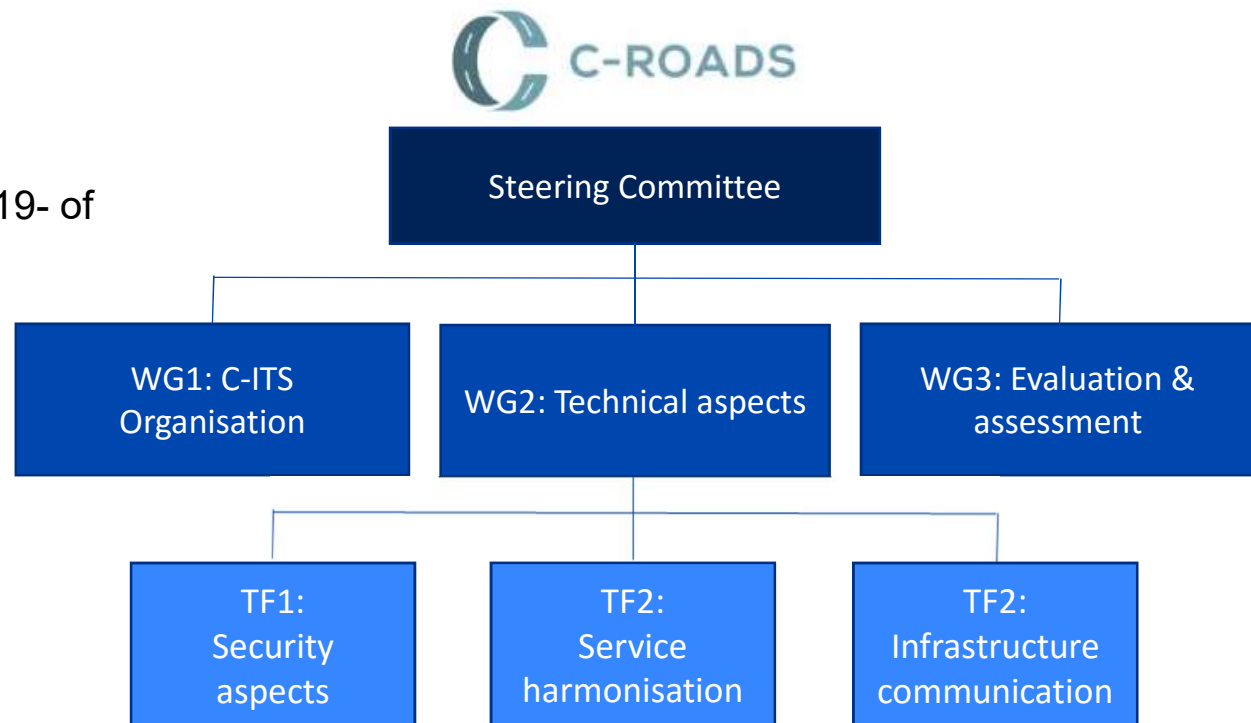 C-ROADS
19- of
Steering Committee
WG1: C-ITS
Organisation
WG2: Technical aspects
WG3: Evaluation &
assessment
TF1:
Security
aspects
TF2:
Service
harmonisation
TF2:
Infrastructure
communication